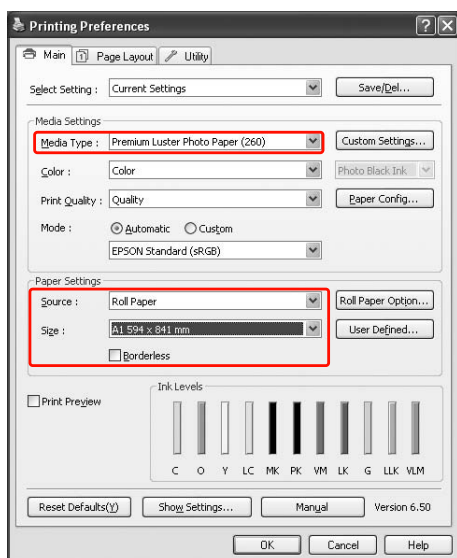 Printing Preferences
Main Page Layout Utility
Select Setting : Current Settings Save/Del...
Media Settings
Media Type : Premium Luster Photo Paper (260) Custom Settings...
Color : Color Photo Black Ink
Print Quality : Quality Paper Config...
Mode : Automatic Custom
EPSON Standard (sRGB)
Paper Settings
Source : Roll Paper Roll Paper Option...
Size : A1 594 x 841 mm User Defined...
Borderless
Print Preview Ink Levels
C O Y LC MK PK VM LK G LLK VLM
Reset Defaults(Y) Show Settings... Manual Version 6.50
OK Cancel Help